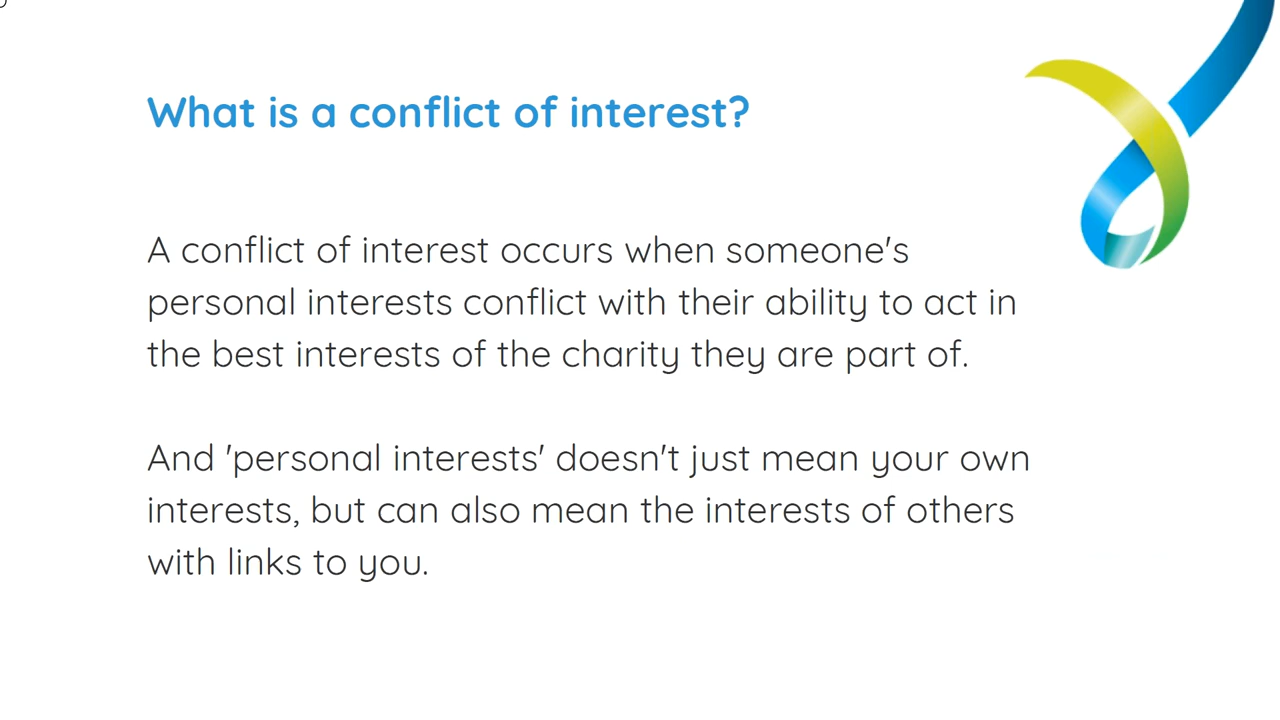 What is a conflict of interest?
A conflict of interest occurs when someone's
personal interests conflict with their ability to act in
the best interests of the charity they are part of.
And 'personal interests' doesn't just mean your own
interests, but can also mean the interests of others
with links to you.